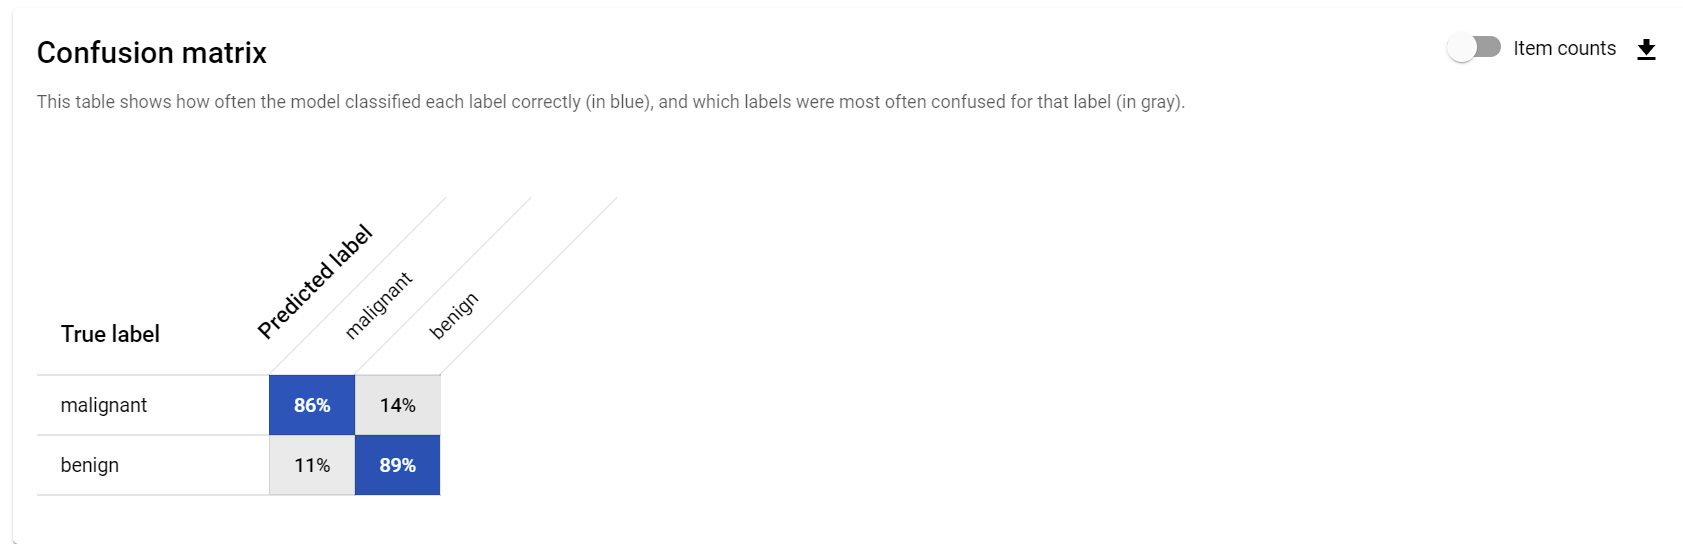 Confusion matrix
Item counts
This table shows how often the model classified each label correctly (in blue), and which labels were most often confused for that label (in gray).
True label
Predicted label
malignant
benign
malignant 86% 14%
benign 11% 89%